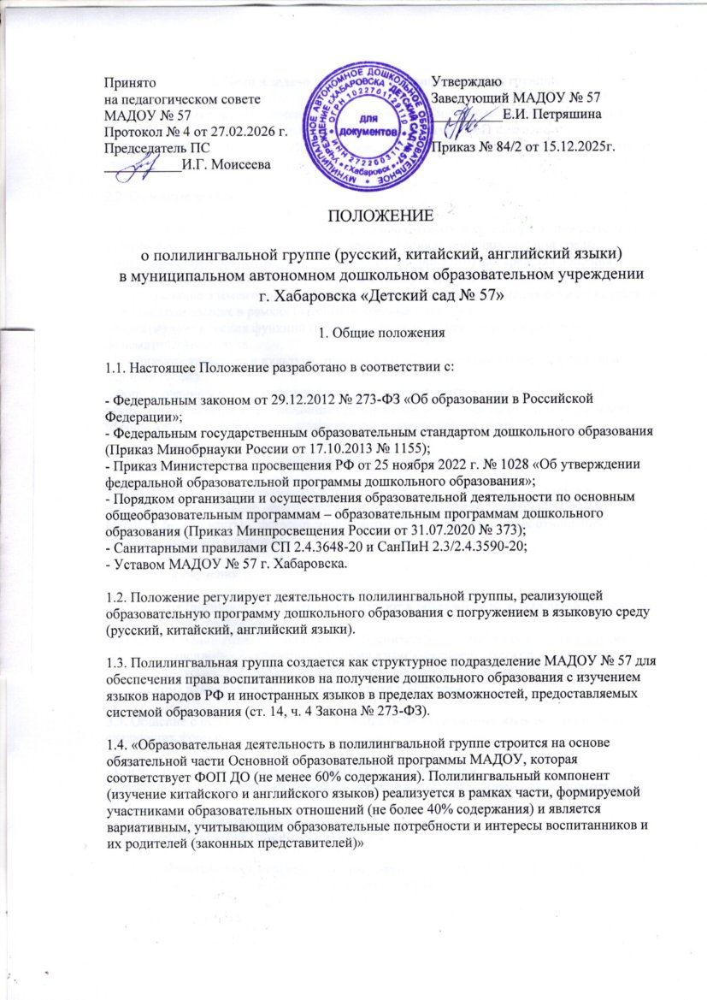 Принято
на педагогическом совете
МАДОУ № 57
Протокол № 4 от 27.02.2026 г.
Председатель ПС
___________И.Г. Моисеева
МУНИЦИПАЛЬНОЕ АВТОНОМНОЕ ДОШКОЛЬНОЕ ОБРАЗОВАТЕЛЬНОЕ
УЧРЕЖДЕНИЕ г.ХАБАРОВСКА "ДЕТСКИЙ САД № 57"
ОГРН 1022701129110
ИНН 2722003117
г.Хабаровск
для
документов
Утверждаю
Заведующий МАДОУ № 57
__________Е.И. Петряшина
Приказ № 84/2 от 15.12.2025г.
ПОЛОЖЕНИЕ
о полилингвальной группе (русский, китайский, английский языки)
в муниципальном автономном дошкольном образовательном учреждении
г. Хабаровска «Детский сад № 57»
1. Общие положения
1.1. Настоящее Положение разработано в соответствии с:
- Федеральным законом от 29.12.2012 № 273-ФЗ «Об образовании в Российской
Федерации»;
- Федеральным государственным образовательным стандартом дошкольного образования
(Приказ Минобрнауки России от 17.10.2013 № 1155);
- Приказ Министерства просвещения РФ от 25 ноября 2022 г. № 1028 «Об утверждении
федеральной образовательной программы дошкольного образования»;
- Порядком организации и осуществления образовательной деятельности по основным
общеобразовательным программам – образовательным программам дошкольного
образования (Приказ Минпросвещения России от 31.07.2020 № 373);
- Санитарными правилами СП 2.4.3648-20 и СанПиН 2.3/2.4.3590-20;
- Уставом МАДОУ № 57 г. Хабаровска.
1.2. Положение регулирует деятельность полилингвальной группы, реализующей
образовательную программу дошкольного образования с погружением в языковую среду
(русский, китайский, английский языки).
1.3. Полилингвальная группа создается как структурное подразделение МАДОУ № 57 для
обеспечения права воспитанников на получение дошкольного образования с изучением
языков народов РФ и иностранных языков в пределах возможностей, предоставляемых
системой образования (ст. 14, ч. 4 Закона № 273-ФЗ).
1.4. «Образовательная деятельность в полилингвальной группе строится на основе
обязательной части Основной образовательной программы МАДОУ, которая
соответствует ФОП ДО (не менее 60% содержания). Полилингвальный компонент
(изучение китайского и английского языков) реализуется в рамках части, формируемой
участниками образовательных отношений (не более 40% содержания) и является
вариативным, учитывающим образовательные потребности и интересы воспитанников и
их родителей (законных представителей)»